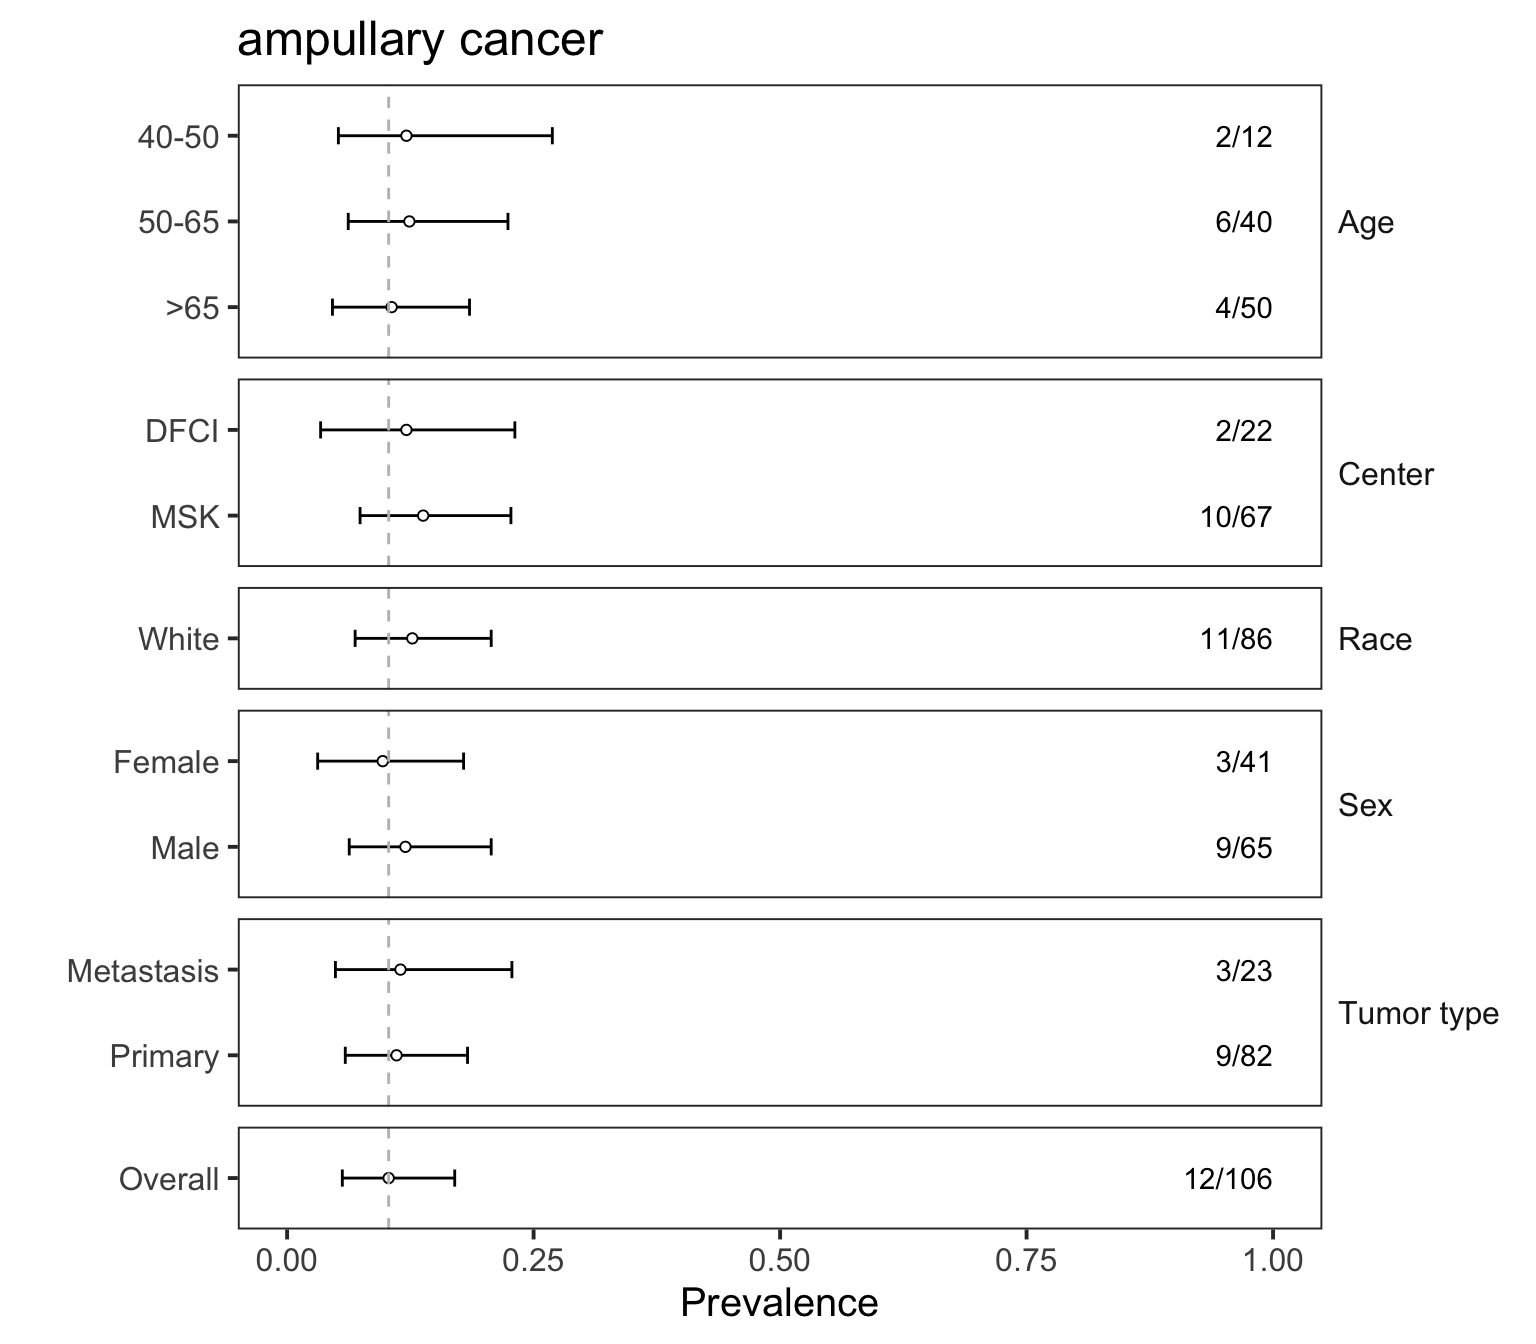 ampullary cancer
40-50 2/12
50-65 6/40 Age
>65 4/50
DFCI 2/22
Center
MSK 10/67
White 11/86 Race
Female 3/41
Sex
Male 9/65
Metastasis 3/23
Tumor type
Primary 9/82
Overall 12/106
0.00 0.25 0.50 0.75 1.00
Prevalence